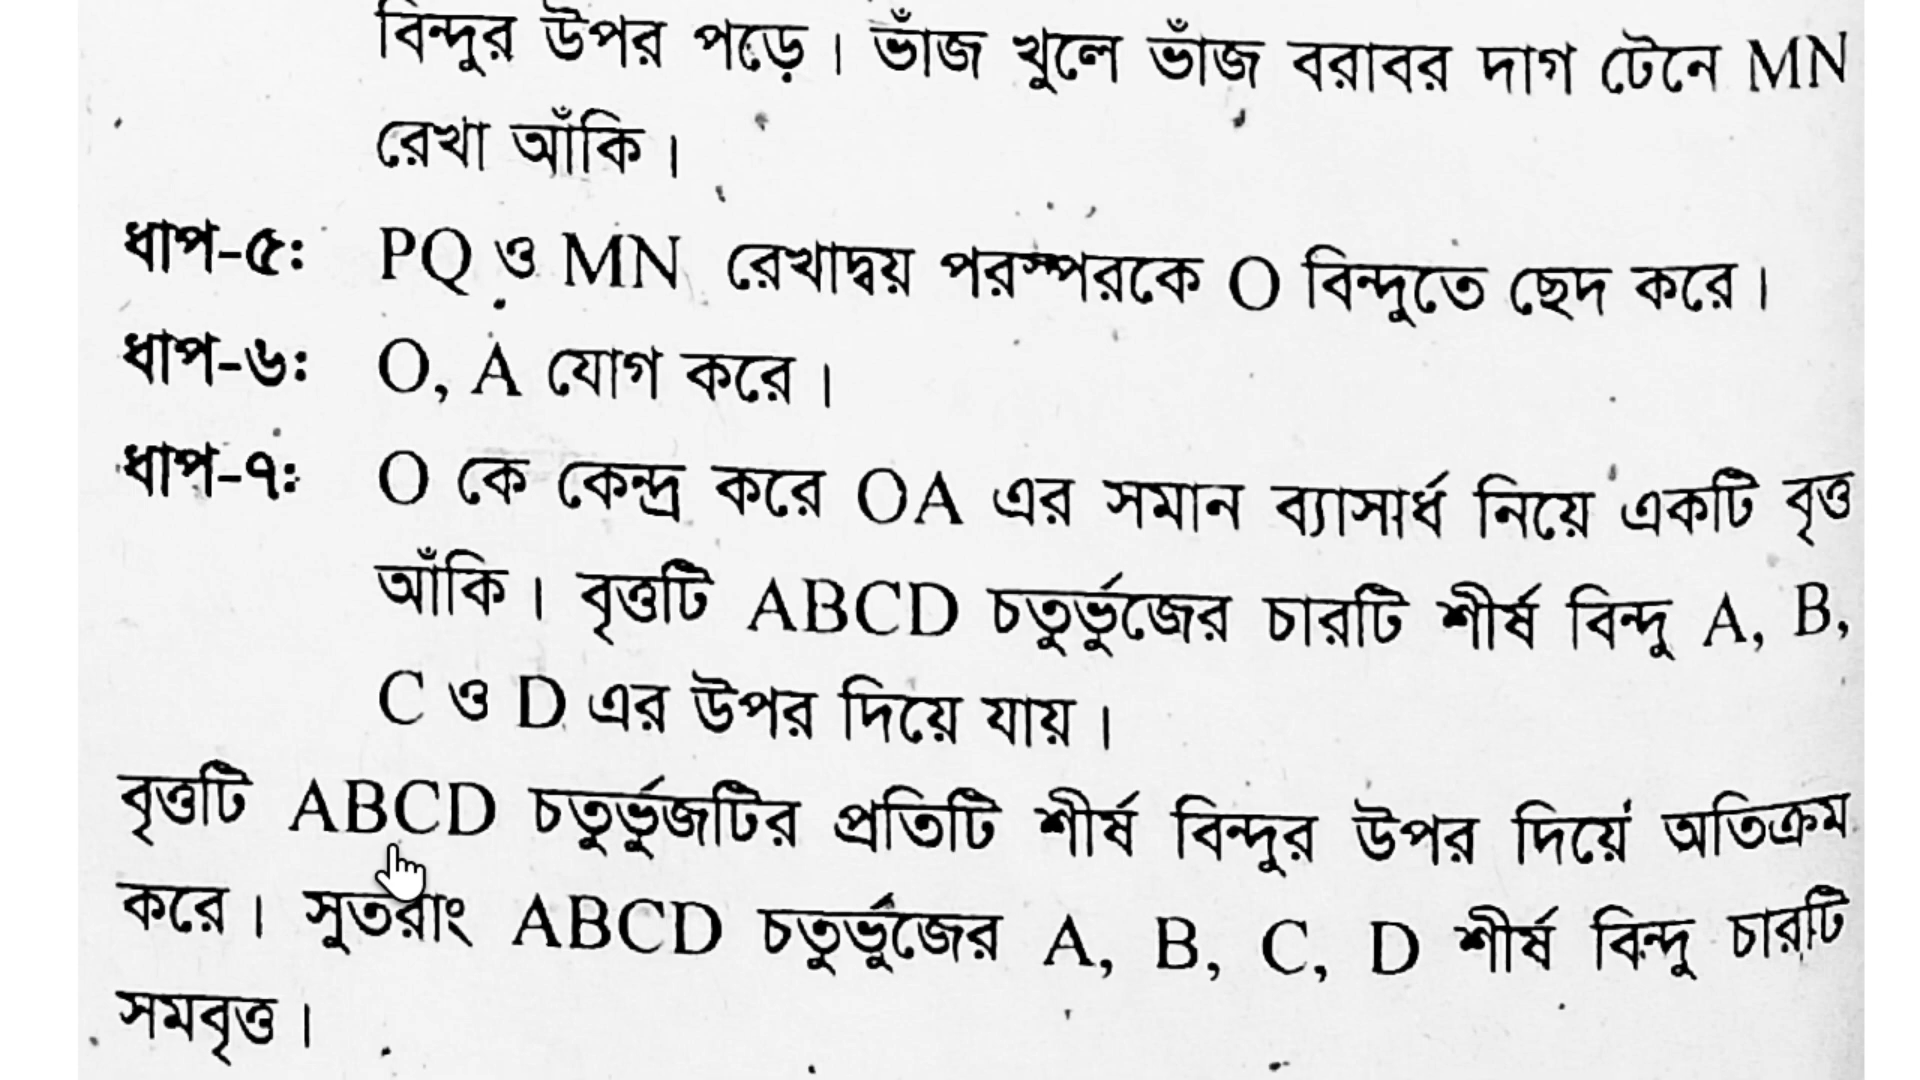 বিন্দুর উপর পড়ে। ভাঁজ খুলে ভাঁজ বরাবর দাগ টেনে MN
রেখা আঁকি।
ধাপ-৫: PQ ও MN রেখাদ্বয় পরস্পরকে O বিন্দুতে ছেদ করে।
ধাপ-৬: O, A যোগ করে।
ধাপ-৭: O কে কেন্দ্র করে OA এর সমান ব্যাসার্ধ নিয়ে একটি বৃত্ত
আঁকি। বৃত্তটি ABCD চতুর্ভুজের চারটি শীর্ষ বিন্দু A, B,
C ও D এর উপর দিয়ে যায়।
বৃত্তটি ABCD চতুর্ভুজটির প্রতিটি শীর্ষ বিন্দুর উপর দিয়ে অতিক্রম
করে। সুতরাং ABCD চতুর্ভুজের A, B, C, D শীর্ষ বিন্দু চারটি
সমবৃত্ত।